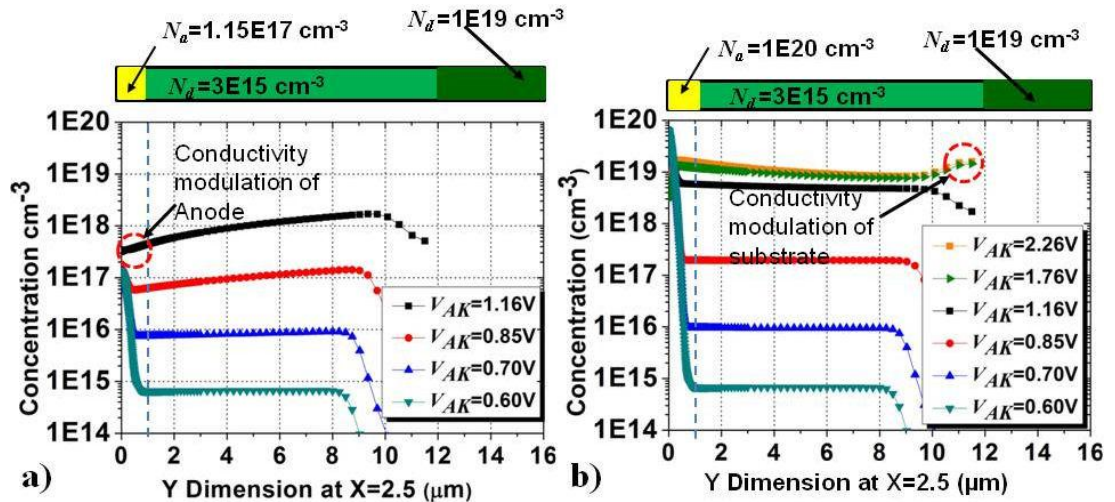 Na=1.15E17 cm-3
Nd=1E19 cm-3
Nd=3E15 cm-3
1E20
1E19
1E18
1E17
1E16
1E15
1E14
Concentration cm-3
Conductivity
modulation of
Anode
VAK=1.16V
VAK=0.85V
VAK=0.70V
VAK=0.60V
0 2 4 6 8 10 12 14 16
a)
Y Dimension at X=2.5 (μm)
Na=1E20 cm-3
Nd=1E19 cm-3
Nd=3E15 cm-3
1E20
1E19
1E18
1E17
1E16
1E15
1E14
Concentration (cm-3)
Conductivity
modulation of
substrate
VAK=2.26V
VAK=1.76V
VAK=1.16V
VAK=0.85V
VAK=0.70V
VAK=0.60V
0 2 4 6 8 10 12 14 16
b)
Y Dimension at X=2.5 (μm)